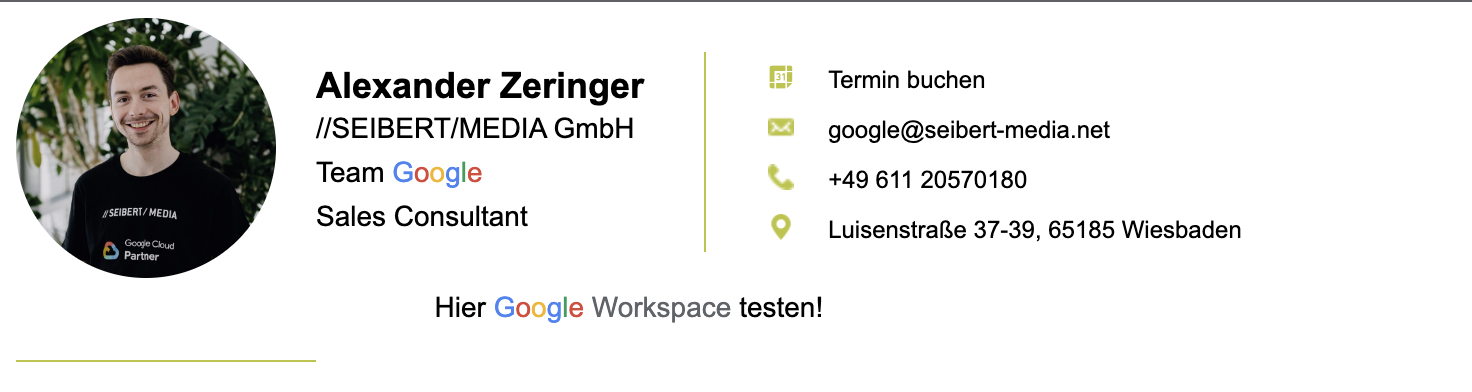 Alexander Zeringer
//SEIBERT/MEDIA GmbH
Team Google
Sales Consultant
//SEIBERT/MEDIA
Google Cloud
Partner
31
Termin buchen
google@seibert-media.net
+49 611 20570180
Luisenstraße 37-39, 65185 Wiesbaden
Hier Google Workspace testen!